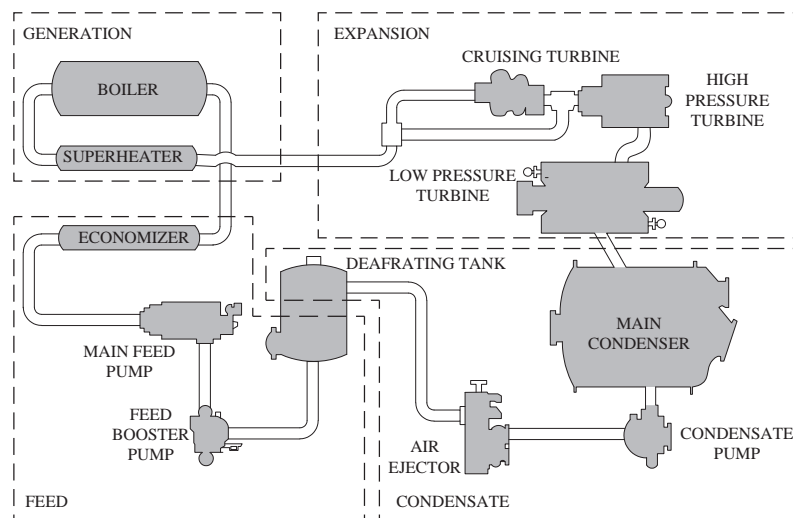 GENERATION
BOILER
SUPERHEATER
EXPANSION
CRUISING TURBINE
HIGH
PRESSURE
TURBINE
LOW PRESSURE
TURBINE
ECONOMIZER
DEAFRATING TANK
MAIN
CONDENSER
MAIN FEED
PUMP
FEED
BOOSTER
PUMP
AIR
EJECTOR
CONDENSATE
PUMP
FEED
CONDENSATE